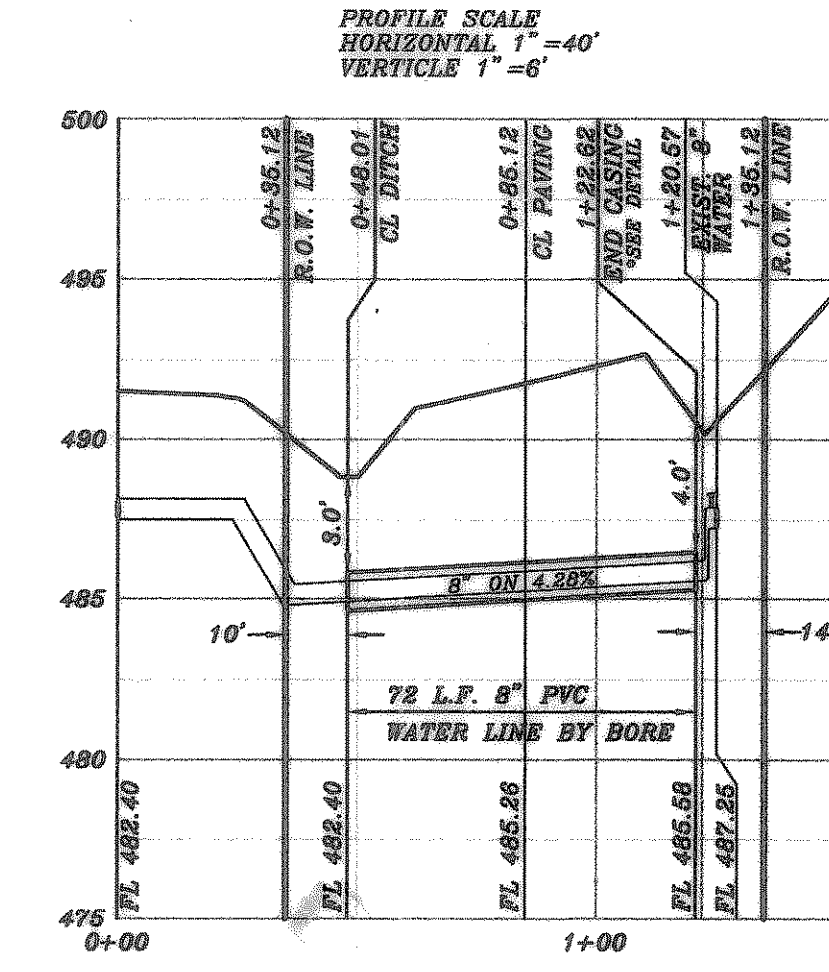 PROFILE SCALE
HORIZONTAL 1"=40'
VERTICLE 1"=6'
500
495
490
485
480
475
0+35.12
R.O.W. LINE
0+48.01
CL DITCH
0+85.12
CL PAVING
1+22.62
END CASING
*SEE DETAIL
1+20.57
EXIST. 8"
WATER
1+35.12
R.O.W. LINE
3.0'
4.0'
8" ON 4.28%
10'
14
72 L.F. 8" PVC
WATER LINE BY BORE
FL 482.40
FL 482.40
FL 485.26
FL 485.58
FL 487.25
0+00
1+00